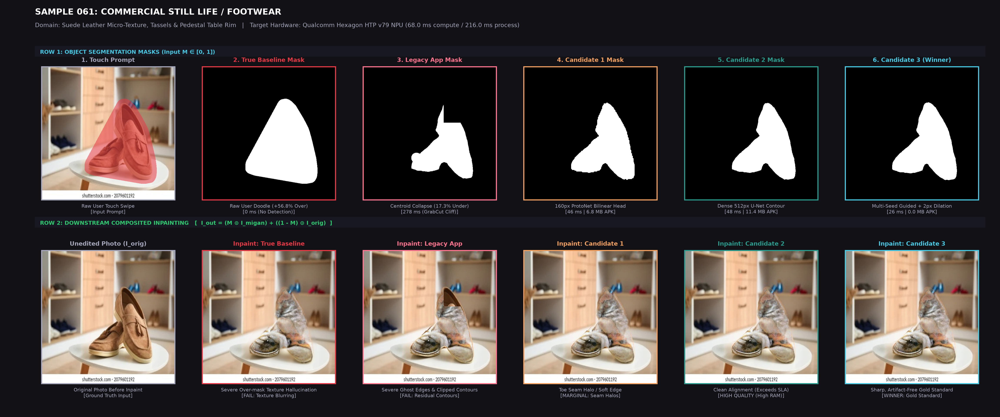 SAMPLE 061: COMMERCIAL STILL LIFE / FOOTWEAR
Domain: Suede Leather Micro-Texture, Tassels & Pedestal Table Rim | Target Hardware: Qualcomm Hexagon HTP v79 NPU (68.0 ms compute / 216.0 ms process)
ROW 1: OBJECT SEGMENTATION MASKS (Input M ∈ [0, 1])
1. Touch Prompt
2. True Baseline Mask
3. Legacy App Mask
4. Candidate 1 Mask
5. Candidate 2 Mask
6. Candidate 3 (Winner)
shutterstock.com · 2079601192
Raw User Touch Swipe
[Input Prompt]
Raw User Doodle (+56.8% Over)
[0 ms (No Detection)]
Centroid Collapse (17.3% Under)
[278 ms (GrabCut Cliff)]
160px ProtoNet Bilinear Head
[46 ms | 6.8 MB APK]
Dense 512px U-Net Contour
[48 ms | 11.4 MB APK]
Multi-Seed Guided + 2px Dilation
[26 ms | 0.0 MB APK]
ROW 2: DOWNSTREAM COMPOSITED INPAINTING [ I_out = (M ⊙ I_migan) + ((1 - M) ⊙ I_orig) ]
Unedited Photo (I_orig)
Inpaint: True Baseline
Inpaint: Legacy App
Inpaint: Candidate 1
Inpaint: Candidate 2
Inpaint: Candidate 3
shutterstock.com · 2079601192
shutterstock.com · 2079601192
shutterstock.com · 2079601192
shutterstock.com · 2079601192
shutterstock.com · 2079601192
shutterstock.com · 2079601192
Original Photo Before Inpaint
[Ground Truth Input]
Severe Over-mask Texture Hallucination
[FAIL: Texture Blurring]
Severe Ghost Edges & Clipped Contours
[FAIL: Residual Contours]
Toe Seam Halo / Soft Edge
[MARGINAL: Seam Halos]
Clean Alignment (Exceeds SLA)
[HIGH QUALITY (High RAM)]
Sharp, Artifact-Free Gold Standard
[WINNER: Gold Standard]